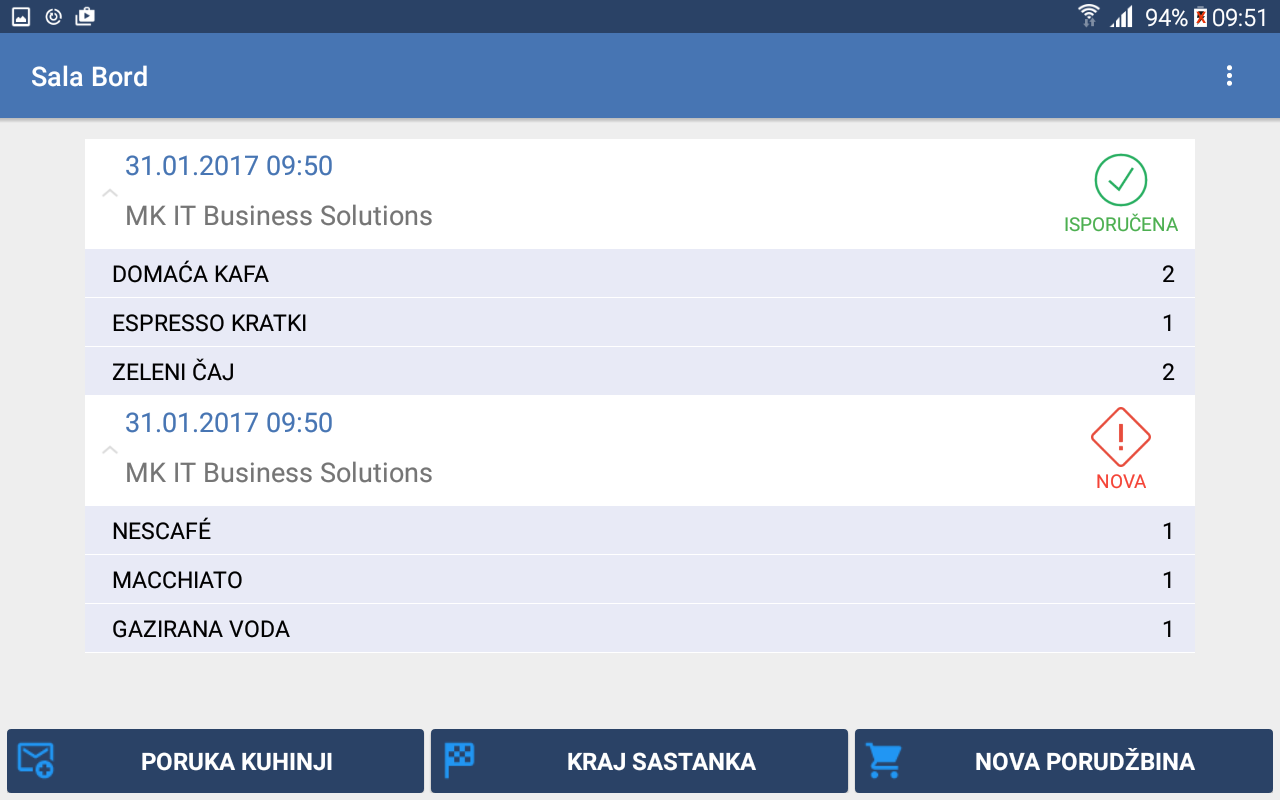 94% 09:51
Sala Bord
31.01.2017 09:50
MK IT Business Solutions
ISPORUČENA
DOMAĆA KAFA 2
ESPRESSO KRATKI 1
ZELENI ČAJ 2
31.01.2017 09:50
MK IT Business Solutions
NOVA
NESCAFÉ 1
MACCHIATO 1
GAZIRANA VODA 1
PORUKA KUHINJI KRAJ SASTANKA NOVA PORUDŽBINA